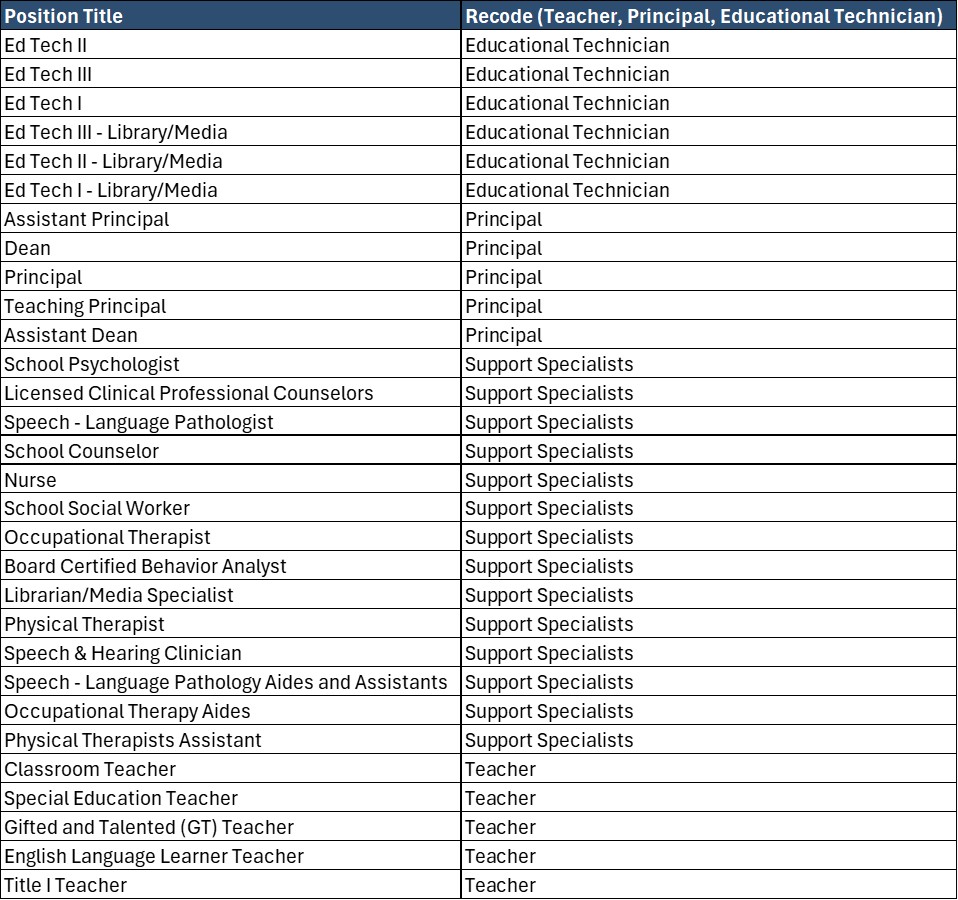 Position Title Recode (Teacher, Principal, Educational Technician)
Ed Tech II Educational Technician
Ed Tech III Educational Technician
Ed Tech I Educational Technician
Ed Tech III - Library/Media Educational Technician
Ed Tech II - Library/Media Educational Technician
Ed Tech I - Library/Media Educational Technician
Assistant Principal Principal
Dean Principal
Principal Principal
Teaching Principal Principal
Assistant Dean Principal
School Psychologist Support Specialists
Licensed Clinical Professional Counselors Support Specialists
Speech - Language Pathologist Support Specialists
School Counselor Support Specialists
Nurse Support Specialists
School Social Worker Support Specialists
Occupational Therapist Support Specialists
Board Certified Behavior Analyst Support Specialists
Librarian/Media Specialist Support Specialists
Physical Therapist Support Specialists
Speech & Hearing Clinician Support Specialists
Speech - Language Pathology Aides and Assistants Support Specialists
Occupational Therapy Aides Support Specialists
Physical Therapists Assistant Support Specialists
Classroom Teacher Teacher
Special Education Teacher Teacher
Gifted and Talented (GT) Teacher Teacher
English Language Learner Teacher Teacher
Title I Teacher Teacher